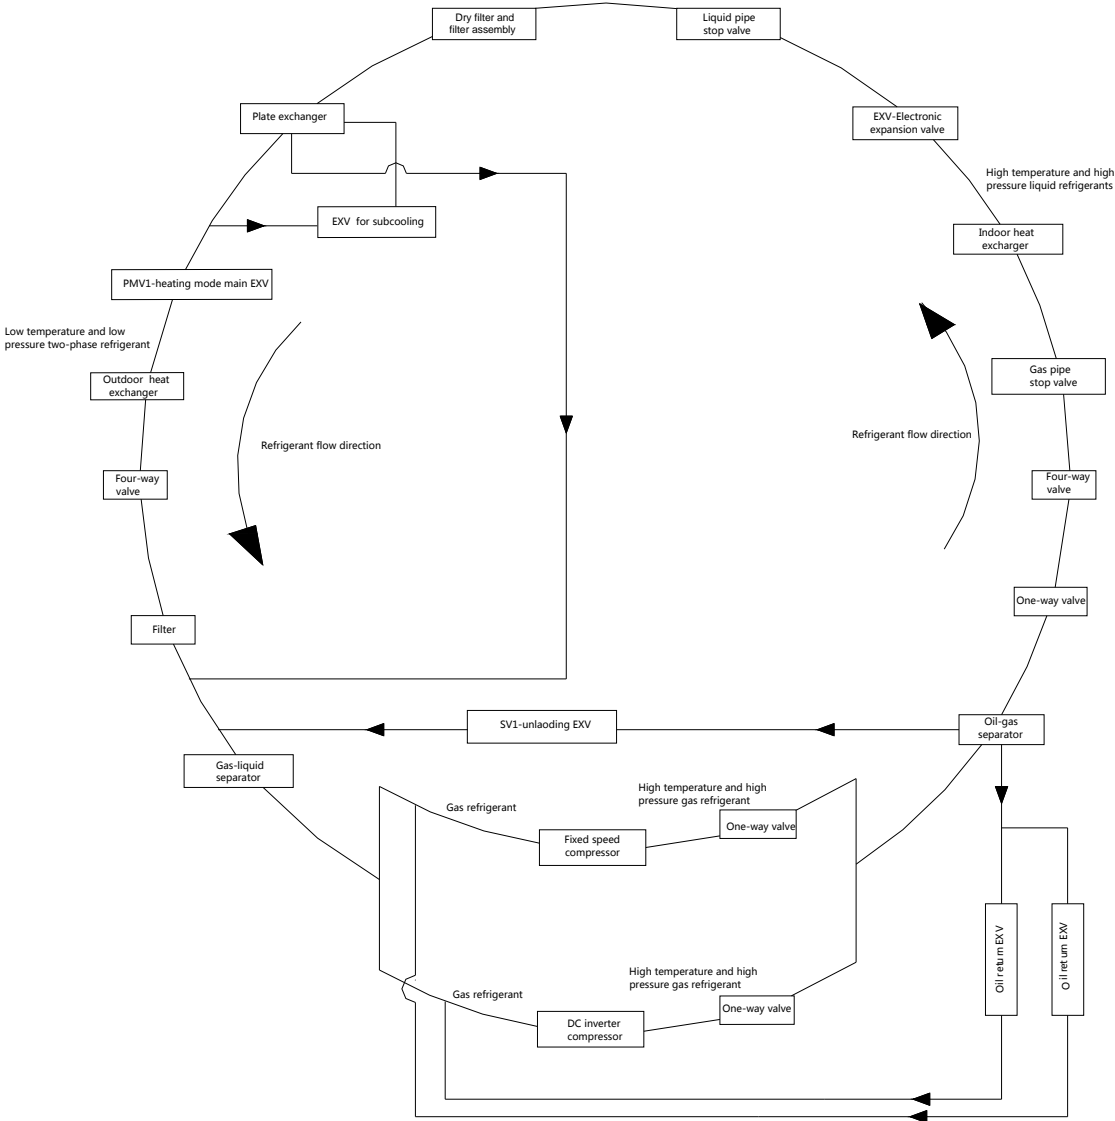 Dry filter and
filter assembly
Liquid pipe
stop valve
Plate exchanger
EXV-Electronic
expansion valve
High temperature and high
pressure liquid refrigerants
EXV for subcooling
Indoor heat
excharger
PMV1-heating mode main EXV
Low temperature and low
pressure two-phase refrigerant
Outdoor heat
exchanger
Gas pipe
stop valve
Refrigerant flow direction
Refrigerant flow direction
Four-way
valve
Four-way
valve
One-way valve
Filter
SV1-unlaoding EXV
Oil-gas
separator
Gas-liquid
separator
Gas refrigerant
High temperature and high
pressure gas refrigerant
One-way valve
Fixed speed
compressor
Oil return EXV
Oil return EXV
Gas refrigerant
High temperature and high
pressure gas refrigerant
One-way valve
DC inverter
compressor